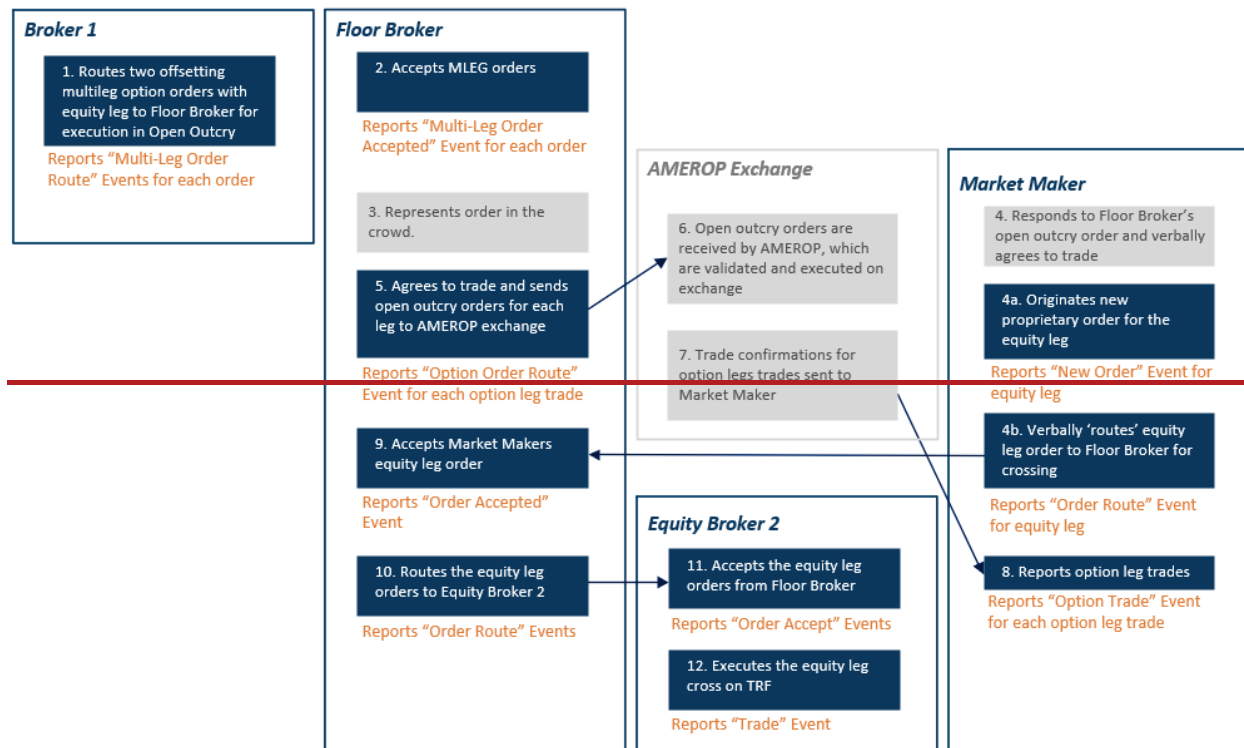 Broker 1
1. Routes two offsetting
multileg option orders with
equity leg to Floor Broker for
execution in Open Outcry
Reports “Multi-Leg Order
Route” Events for each order
Floor Broker
2. Accepts MLEG orders
Reports “Multi-Leg Order
Accepted” Event for each order
3. Represents order in the
crowd.
5. Agrees to trade and sends
open outcry orders for each
leg to AMEROP exchange
Reports “Option Order Route”
Event for each option leg trade
9. Accepts Market Makers
equity leg order
Reports “Order Accepted”
Event
10. Routes the equity leg
orders to Equity Broker 2
Reports “Order Route” Events
AMEROP Exchange
6. Open outcry orders are
received by AMEROP, which
are validated and executed on
exchange
7. Trade confirmations for
option legs trades sent to
Market Maker
Equity Broker 2
11. Accepts the equity leg
orders from Floor Broker
Reports “Order Accept” Events
12. Executes the equity leg
cross on TRF
Reports “Trade” Event
Market Maker
4. Responds to Floor Broker’s
open outcry order and verbally
agrees to trade
4a. Originates new
proprietary order for the
equity leg
Reports “New Order” Event for
equity leg
4b. Verbally ‘routes’ equity
leg order to Floor Broker for
crossing
Reports “Order Route” Event
for equity leg
8. Reports option leg trades
Reports “Option Trade” Event
for each option leg trade